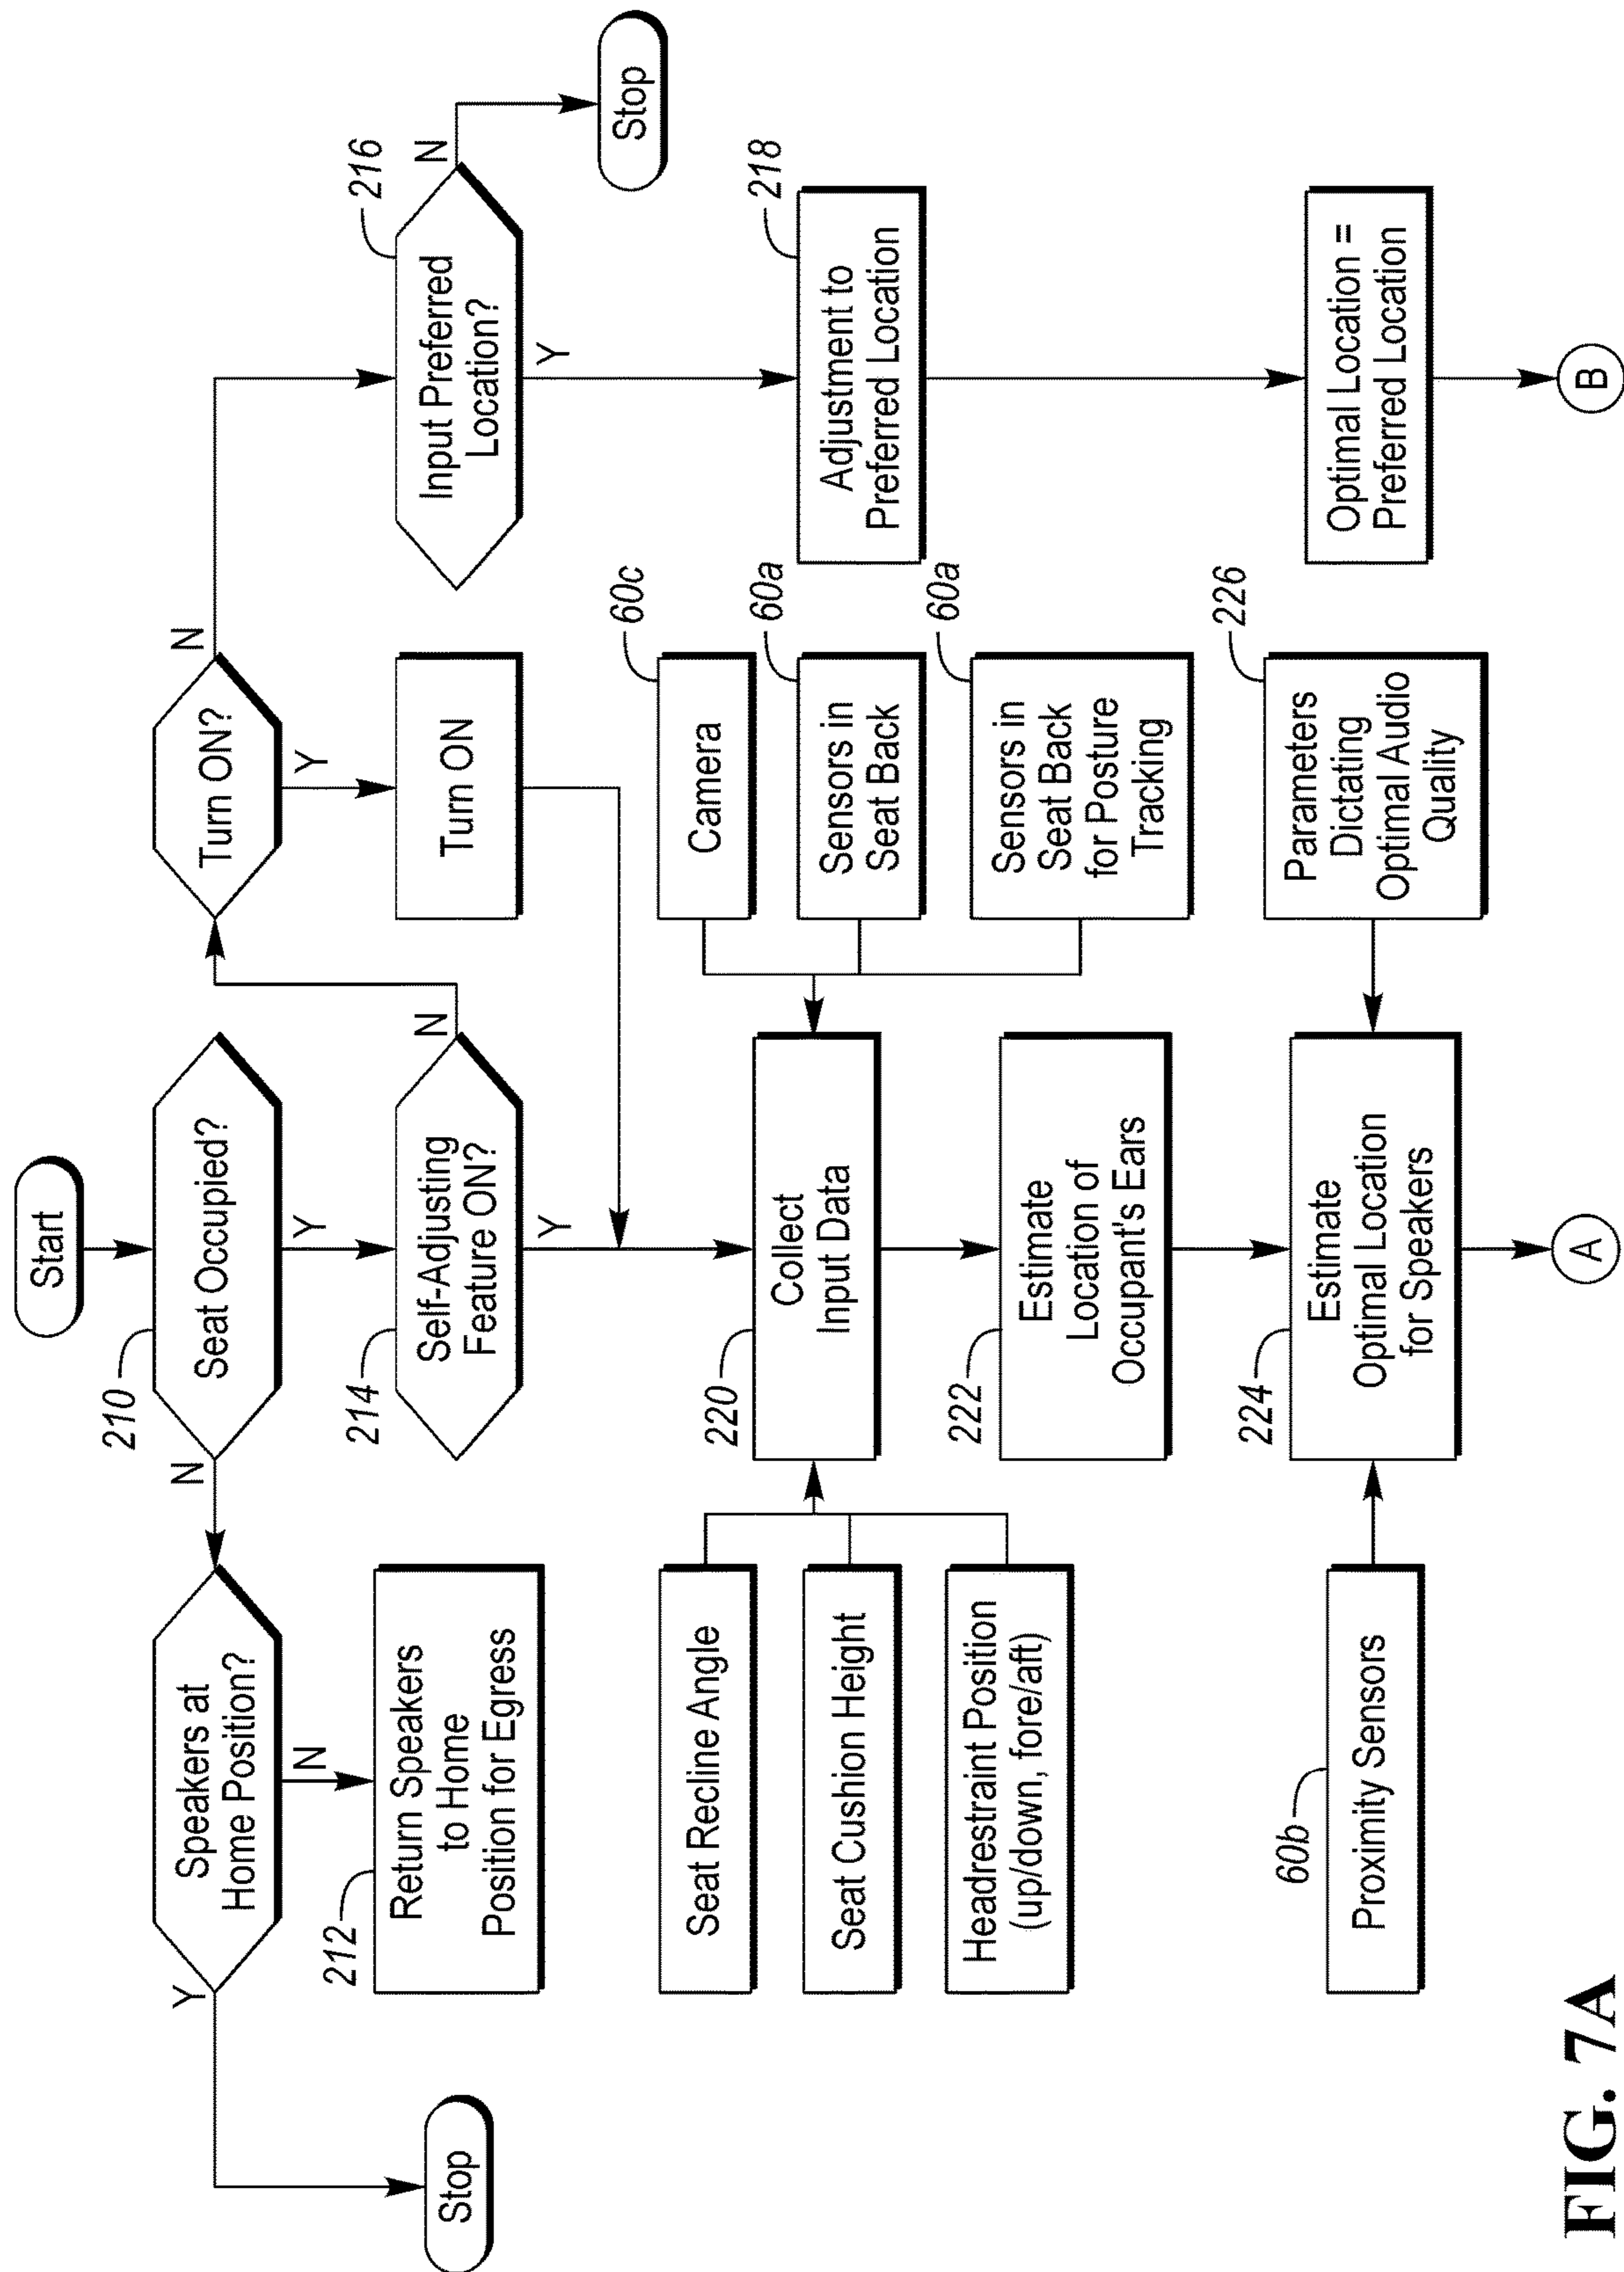 Start
210
Seat Occupied?
N
Y
Speakers at
Home Position?
Y
N
Stop
212
Return Speakers
to Home
Position for Egress
214
Self-Adjusting
Feature ON?
N
Y
Turn ON?
N
Y
Turn ON
216
Input Preferred
Location?
N
Y
Stop
218
Adjustment to
Preferred Location
Optimal Location =
Preferred Location
B
Seat Recline Angle
Seat Cushion Height
Headrestraint Position
(up/down, fore/aft)
220
Collect
Input Data
60c
Camera
60a
Sensors in
Seat Back
60a
Sensors in
Seat Back
for Posture
Tracking
222
Estimate
Location of
Occupant's Ears
60b
Proximity Sensors
224
Estimate
Optimal Location
for Speakers
226
Parameters
Dictating
Optimal Audio
Quality
A
FIG. 7A